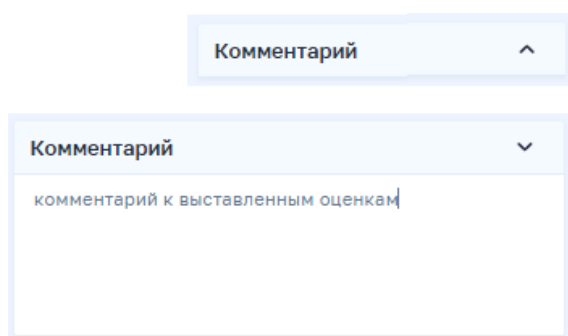 Комментарий
Комментарий
комментарий к выставленным оценкам